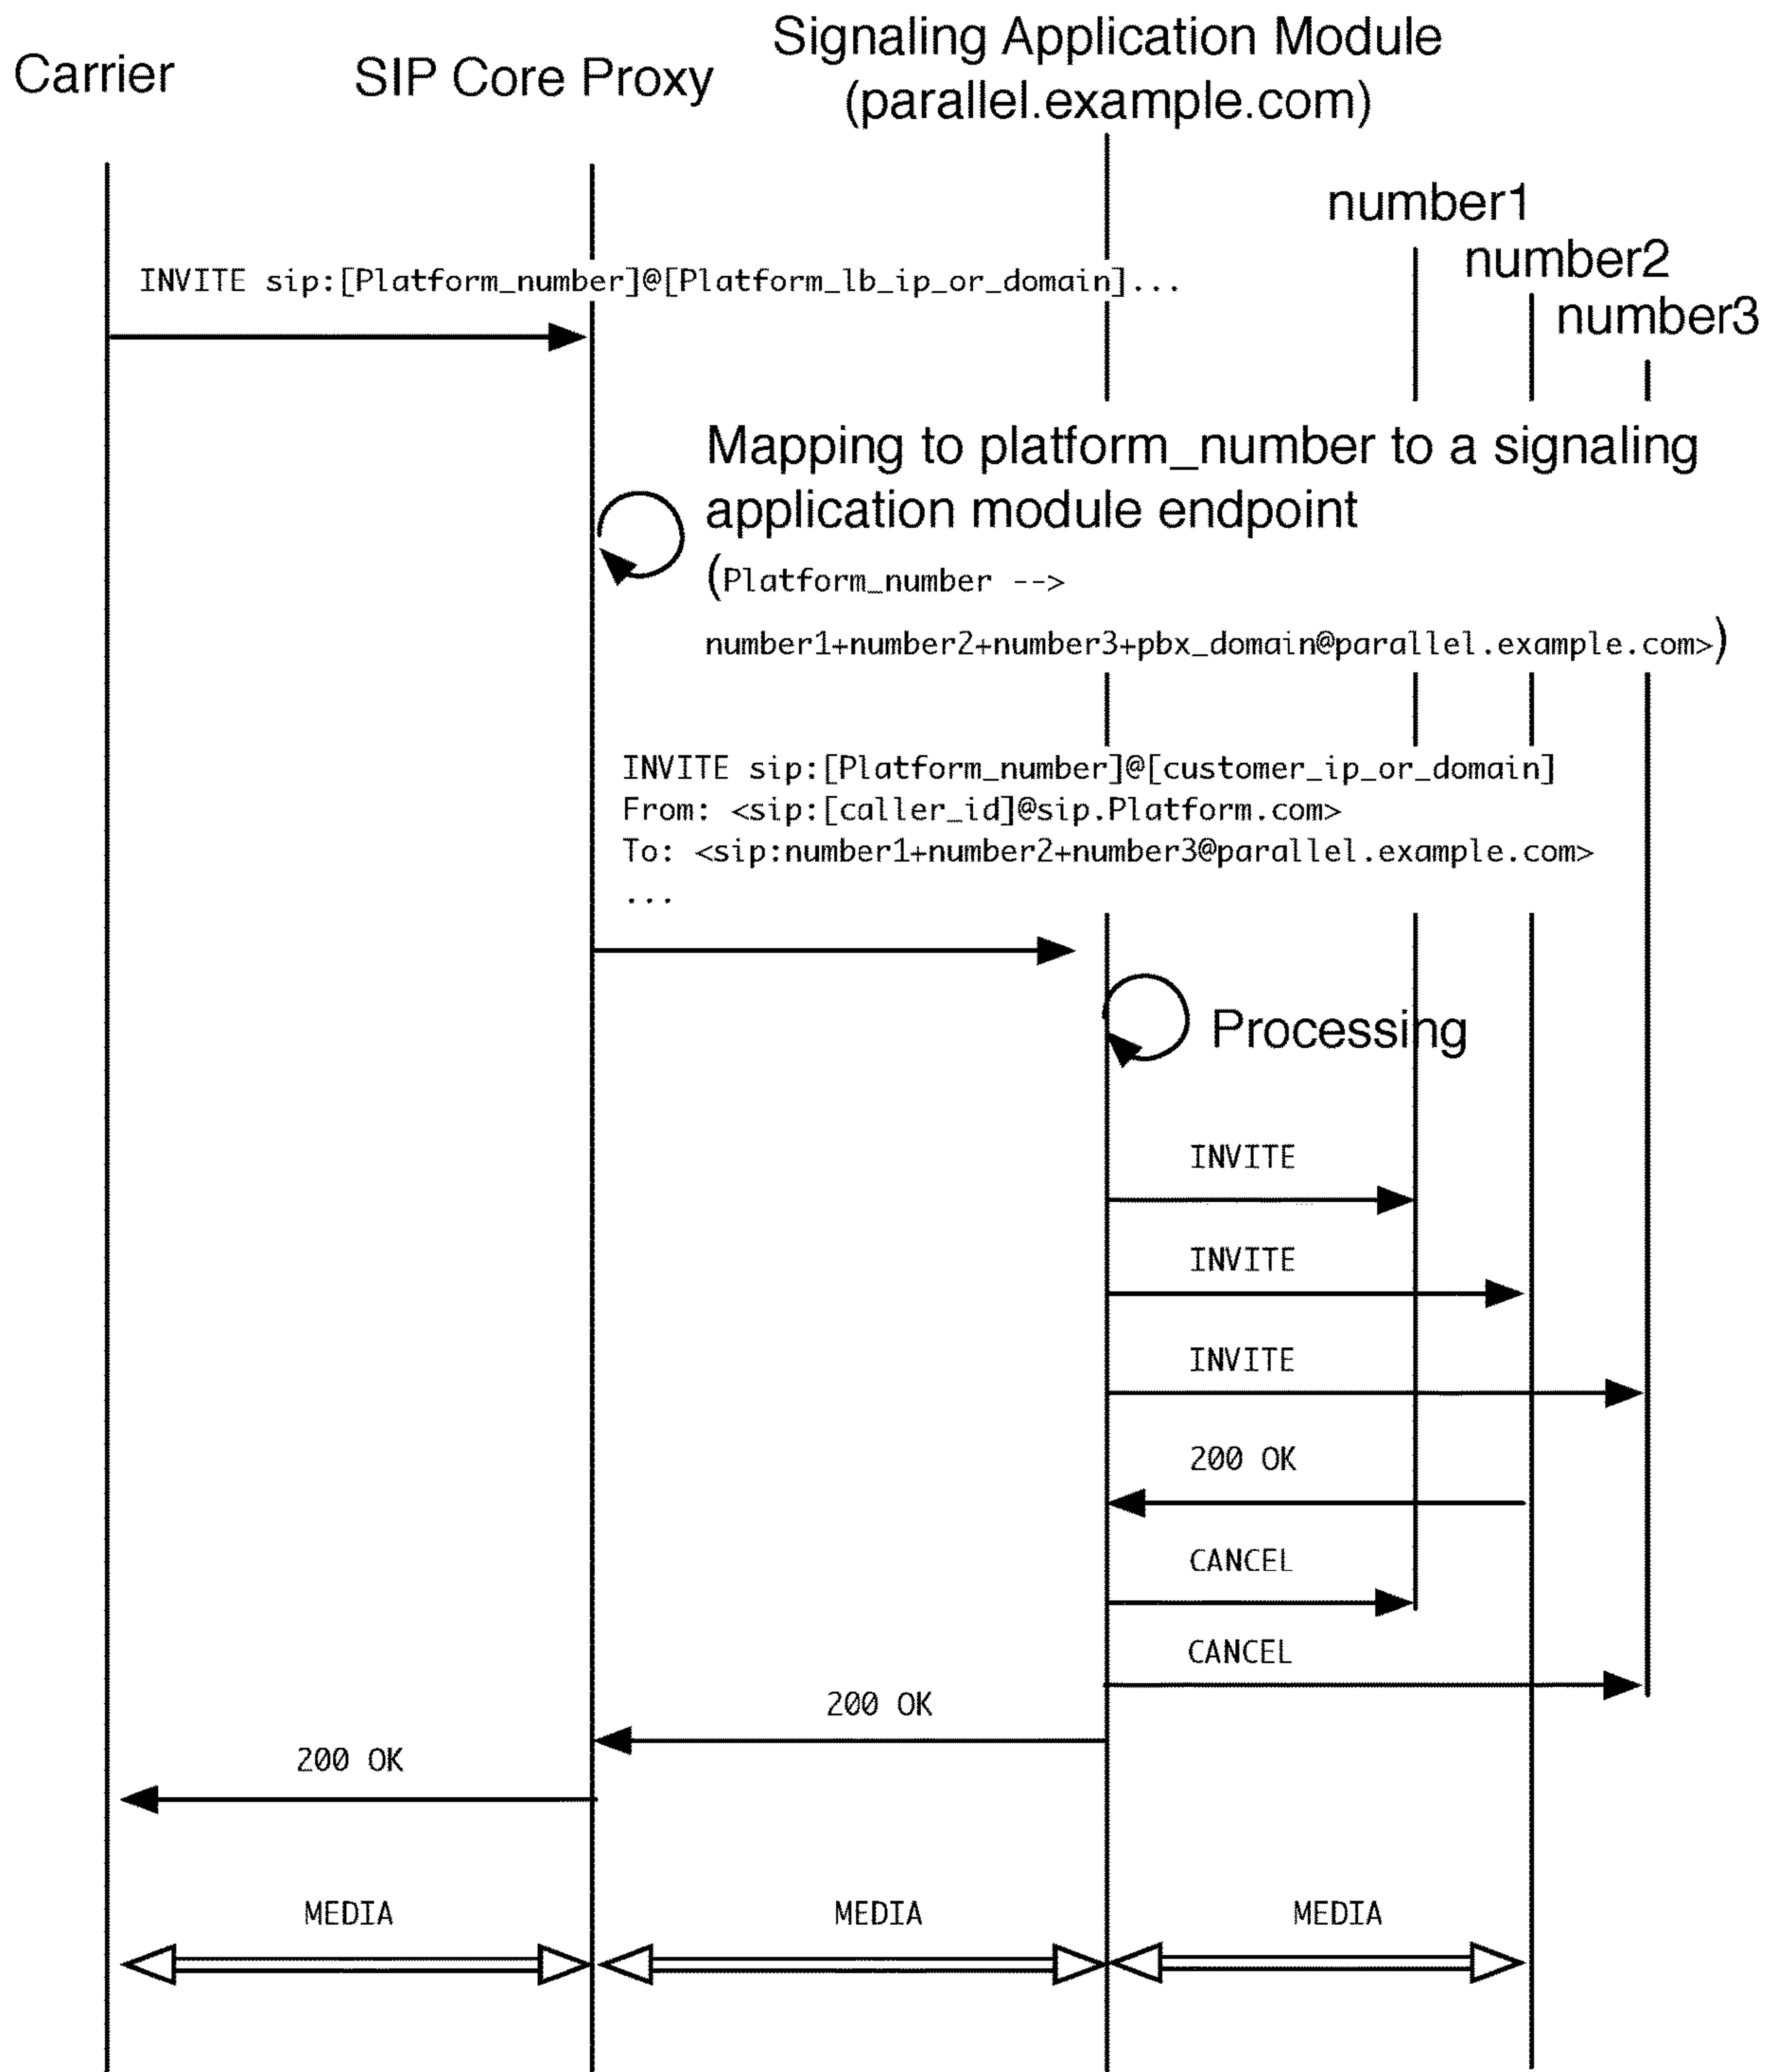 Carrier
SIP Core Proxy
Signaling Application Module
(parallel.example.com)
number1
number2
number3
INVITE sip:[Platform_number]@[Platform_lb_ip_or_domain]...
Mapping to platform_number to a signaling
application module endpoint
(Platform_number -->
number1+number2+number3+pbx_domain@parallel.example.com>)
INVITE sip:[Platform_number]@[customer_ip_or_domain]
From: <sip:[caller_id]@sip.Platform.com>
To: <sip:number1+number2+number3@parallel.example.com>
...
Processing
INVITE
INVITE
INVITE
200 OK
CANCEL
CANCEL
200 OK
200 OK
MEDIA
MEDIA
MEDIA